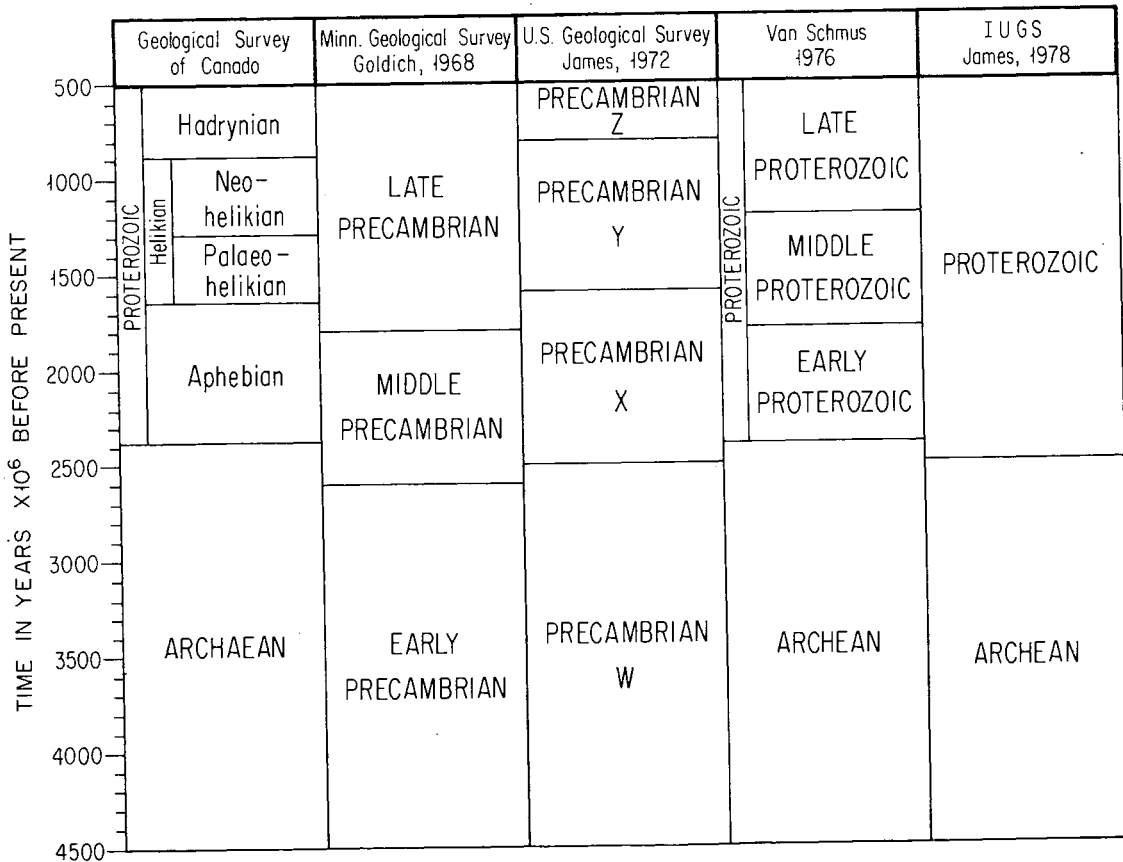 Geological Survey
of Canada
Minn. Geological Survey
Goldich, 1968
U.S. Geological Survey
James, 1972
Van Schmus
1976
I U G S
James, 1978
TIME IN YEARS X10⁶ BEFORE PRESENT
500
1000
1500
2000
2500
3000
3500
4000
4500
PROTEROZOIC
Hadrynian
Helikian
Neo-
helikian
Palaeo-
helikian
Aphebian
ARCHAEAN
LATE
PRECAMBRIAN
MIDDLE
PRECAMBRIAN
EARLY
PRECAMBRIAN
PRECAMBRIAN
Z
PRECAMBRIAN
Y
PRECAMBRIAN
X
PRECAMBRIAN
W
PROTEROZOIC
LATE
PROTEROZOIC
MIDDLE
PROTEROZOIC
EARLY
PROTEROZOIC
ARCHEAN
PROTEROZOIC
ARCHEAN